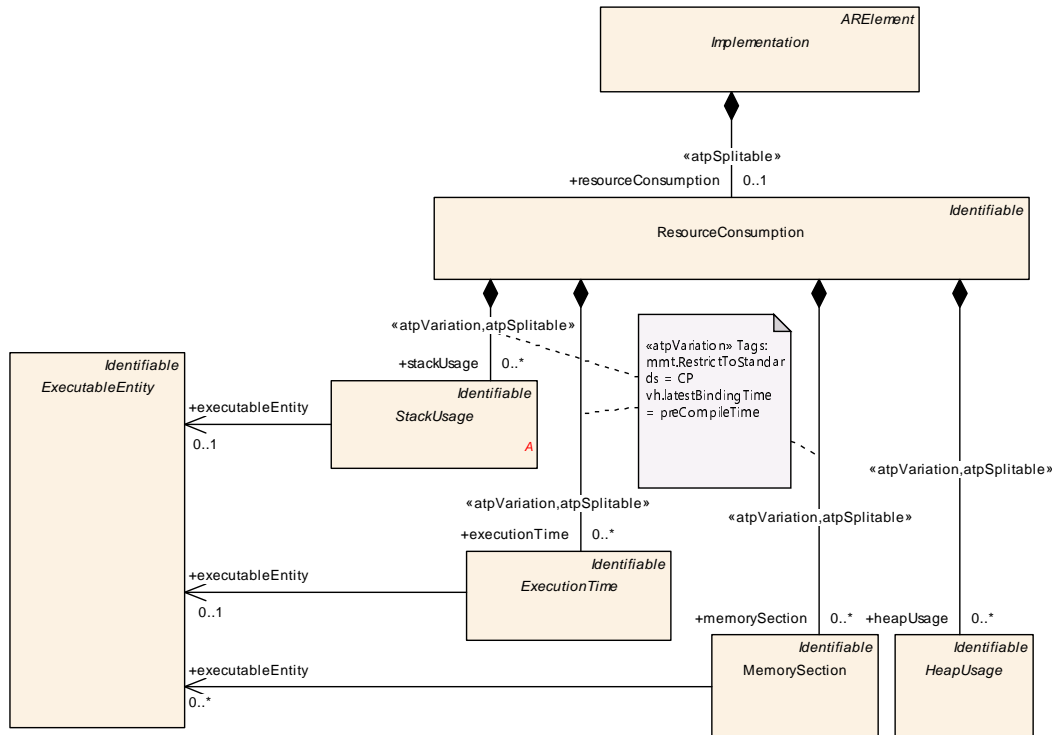 ARElement
Implementation
«atpSplitable»
+resourceConsumption 0..1
Identifiable
ResourceConsumption
«atpVariation,atpSplitable»
+stackUsage 0..*
«atpVariation» Tags:
mmt.RestrictToStandar
ds = CP
vh.latestBindingTime
= preCompileTime
Identifiable
ExecutableEntity
Identifiable
StackUsage
A
+executableEntity
0..1
«atpVariation,atpSplitable»
«atpVariation,atpSplitable»
«atpVariation,atpSplitable»
+executionTime 0..*
Identifiable
ExecutionTime
+executableEntity
0..1
+memorySection 0..*
+heapUsage 0..*
Identifiable
MemorySection
Identifiable
HeapUsage
+executableEntity
0..*